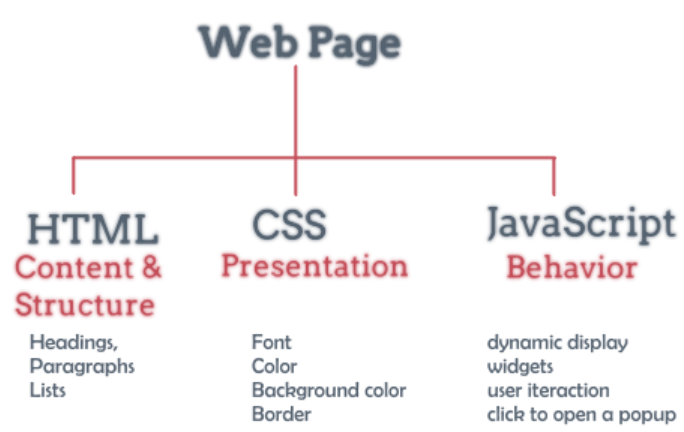 Web Page
HTML
Content &
Structure
Headings,
Paragraphs
Lists
CSS
Presentation
Font
Color
Background color
Border
JavaScript
Behavior
dynamic display
widgets
user iteraction
click to open a popup